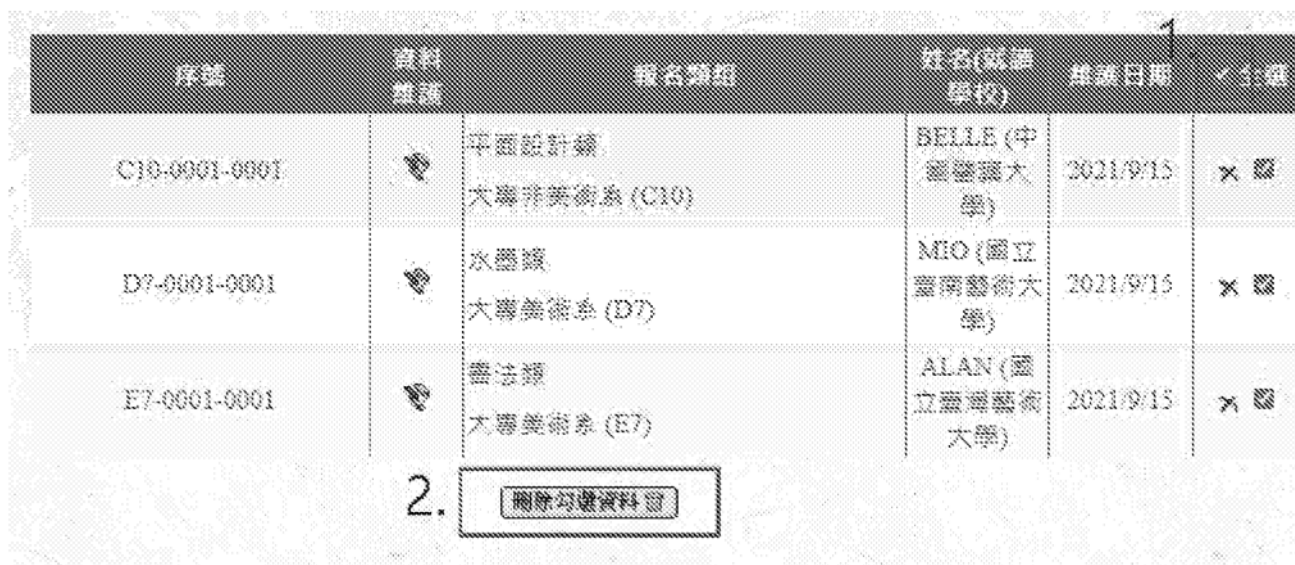 1.
序號 資料維護 報名類組 姓名(就讀學校) 維護日期 ✓全選
C10-0001-0001 平面設計類 大專非美術系 (C10) BELLE (中國醫藥大學) 2021/9/15
D7-0001-0001 水墨類 大專美術系 (D7) MIO (國立臺南藝術大學) 2021/9/15
E7-0001-0001 書法類 大專美術系 (E7) ALAN (國立臺灣藝術大學) 2021/9/15
2. 刪除勾選資料